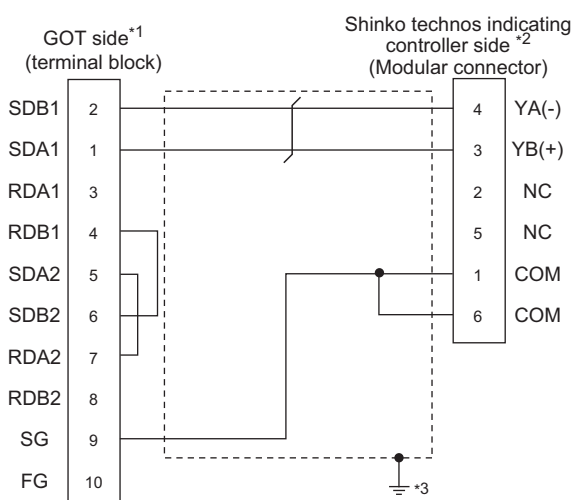 GOT side*1
(terminal block)
Shinko technos indicating
controller side *2
(Modular connector)
SDB1 2 4 YA(-)
SDA1 1 3 YB(+)
RDA1 3 2 NC
RDB1 4 5 NC
SDA2 5 1 COM
SDB2 6 6 COM
RDA2 7
RDB2 8
SG 9
FG 10
*3